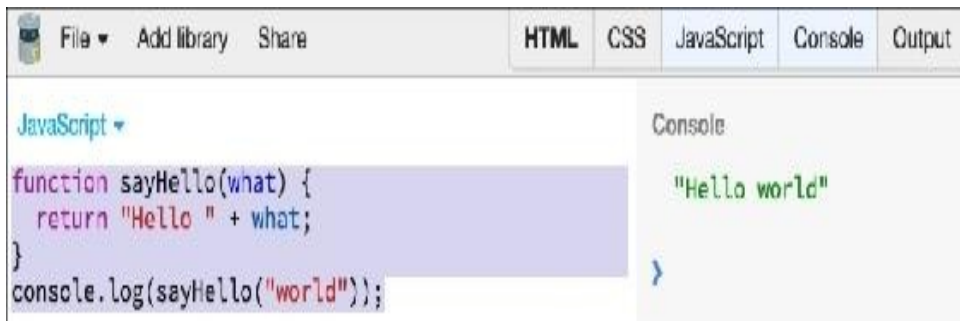 File ▾ Add library Share HTML CSS JavaScript Console Output
JavaScript ▾ Console
function sayHello(what) { "Hello world"
  return "Hello " + what;
}
console.log(sayHello("world"));